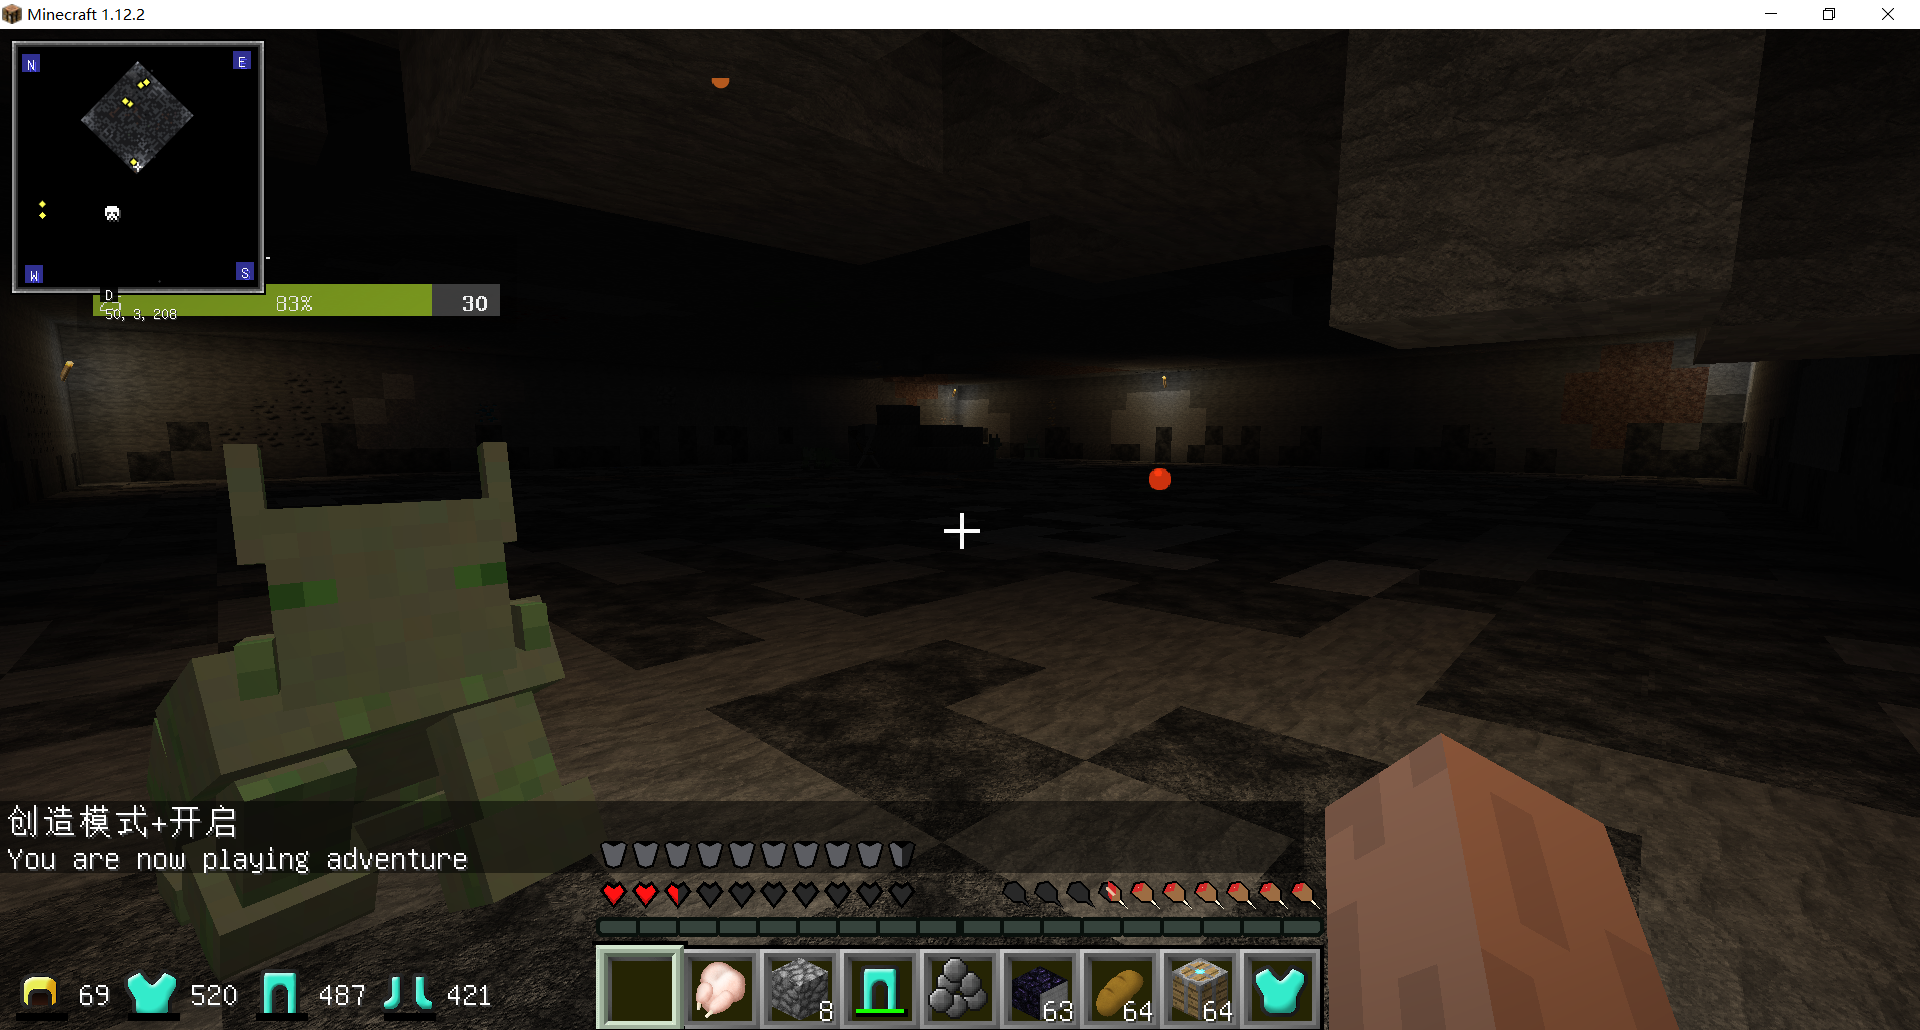 Minecraft 1.12.2
N
E
W
S
D
83%
30
50, 3, 208
创造模式+开启
You are now playing adventure
69
520
487
421
8
63
64
64